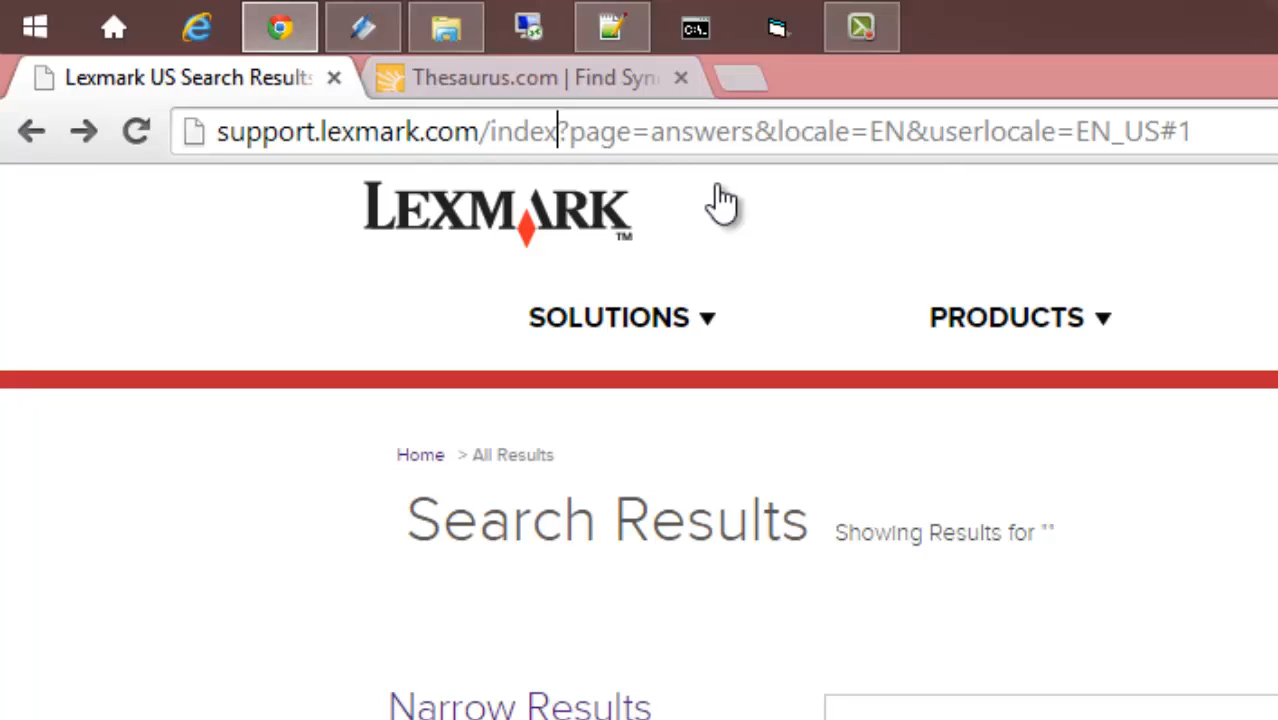 C:\.
Lexmark US Search Results
Thesaurus.com | Find Syn
support.lexmark.com/index?page=answers&locale=EN&userlocale=EN_US#1
LEXMARK™
SOLUTIONS ▼ PRODUCTS ▼
Home > All Results
Search Results Showing Results for ""
Narrow Results